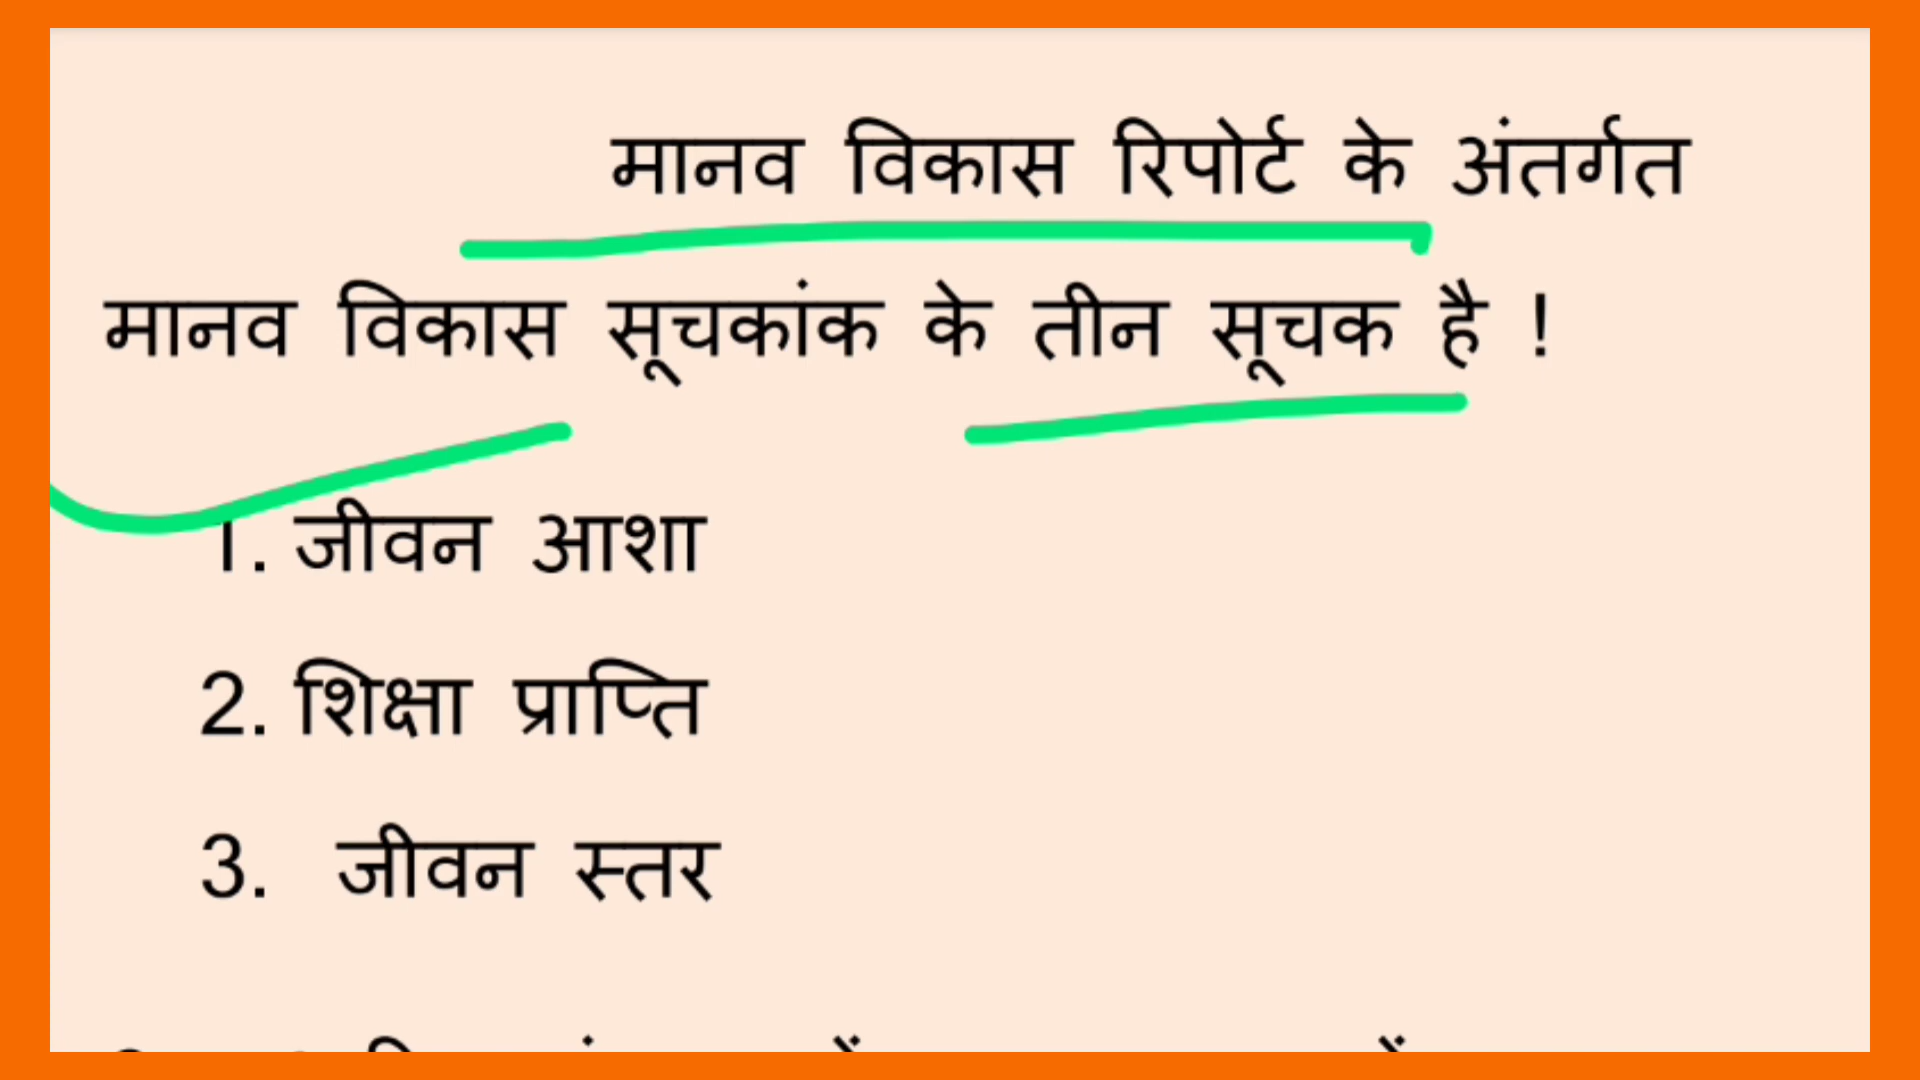 मानव विकास रिपोर्ट के अंतर्गत
मानव विकास सूचकांक के तीन सूचक है !
1. जीवन आशा
2. शिक्षा प्राप्ति
3. जीवन स्तर